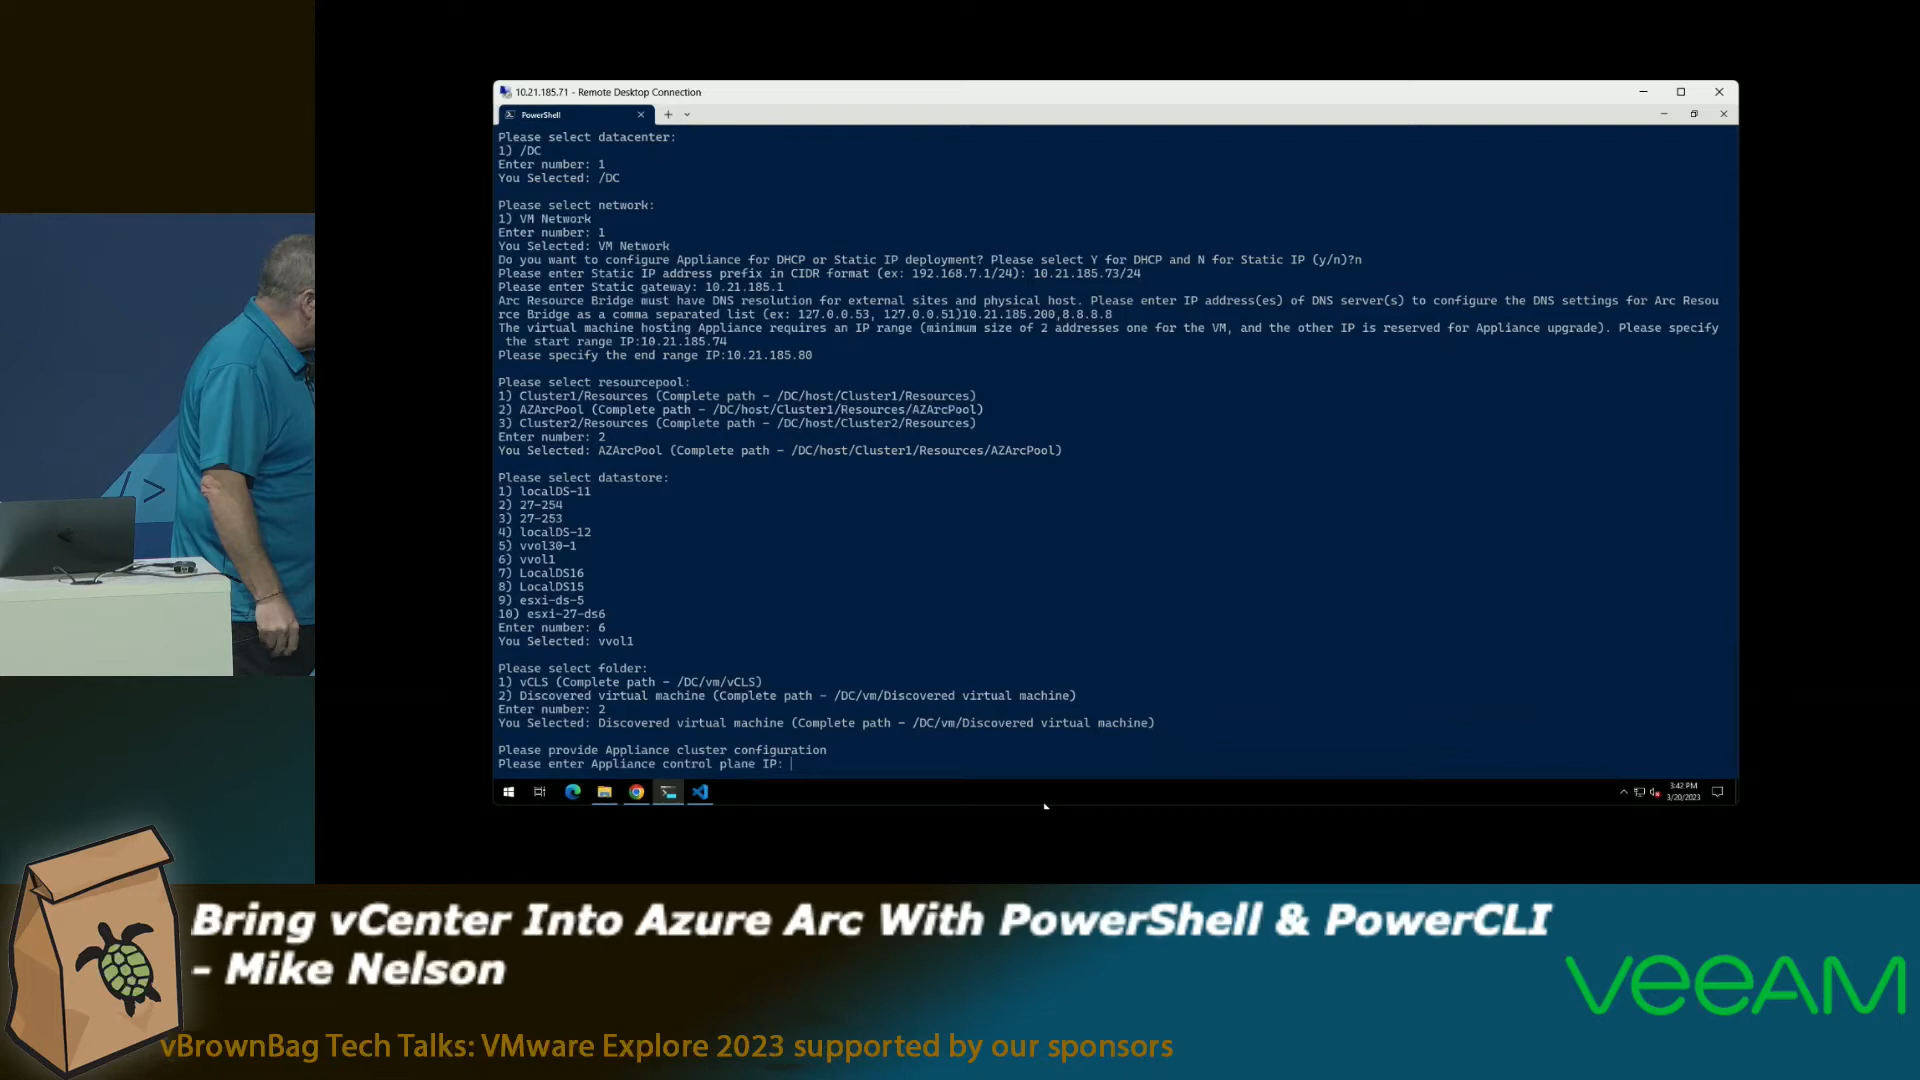 10.21.185.71 - Remote Desktop Connection
PowerShell
Please select datacenter:
1) /DC
Enter number: 1
You Selected: /DC
Please select network:
1) VM Network
Enter number: 1
You Selected: VM Network
Do you want to configure Appliance for DHCP or Static IP deployment? Please select Y for DHCP and N for Static IP (y/n)?n
Please enter Static IP address prefix in CIDR format (ex: 192.168.7.1/24): 10.21.185.73/24
Please enter Static gateway: 10.21.185.1
Arc Resource Bridge must have DNS resolution for external sites and physical host. Please enter IP address(es) of DNS server(s) to configure the DNS settings for Arc Resou
rce Bridge as a comma separated list (ex: 127.0.0.53, 127.0.0.51)10.21.185.200,8.8.8.8
The virtual machine hosting Appliance requires an IP range (minimum size of 2 addresses one for the VM, and the other IP is reserved for Appliance upgrade). Please specify
the start range IP:10.21.185.74
Please specify the end range IP:10.21.185.80
Please select resourcepool:
1) Cluster1/Resources (Complete path - /DC/host/Cluster1/Resources)
2) AZArcPool (Complete path - /DC/host/Cluster1/Resources/AZArcPool)
3) Cluster2/Resources (Complete path - /DC/host/Cluster2/Resources)
Enter number: 2
You Selected: AZArcPool (Complete path - /DC/host/Cluster1/Resources/AZArcPool)
Please select datastore:
1) localDS-11
2) 27-254
3) 27-253
4) localDS-12
5) vvol30-1
6) vvol1
7) LocalDS16
8) LocalDS15
9) esxi-ds-5
10) esxi-27-ds6
Enter number: 6
You Selected: vvol1
Please select folder:
1) vCLS (Complete path - /DC/vm/vCLS)
2) Discovered virtual machine (Complete path - /DC/vm/Discovered virtual machine)
Enter number: 2
You Selected: Discovered virtual machine (Complete path - /DC/vm/Discovered virtual machine)
Please provide Appliance cluster configuration
Please enter Appliance control plane IP:
3:42 PM
3/20/2023
Bring vCenter Into Azure Arc With PowerShell & PowerCLI
- Mike Nelson
veeAM
vBrownBag Tech Talks: VMware Explore 2023 supported by our sponsors